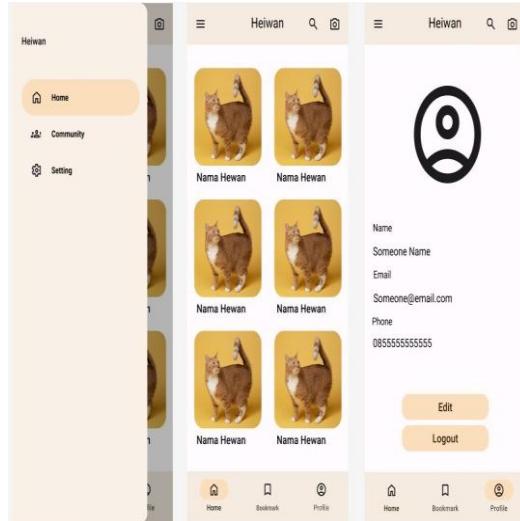 Heiwan
Home
Community
Setting
Heiwan
Nama Hewan Nama Hewan
Nama Hewan Nama Hewan
Nama Hewan Nama Hewan
Home Bookmark Profile
Heiwan
Name
Someone Name
Email
Someone@email.com
Phone
0855555555555
Edit
Logout
Home Bookmark Profile